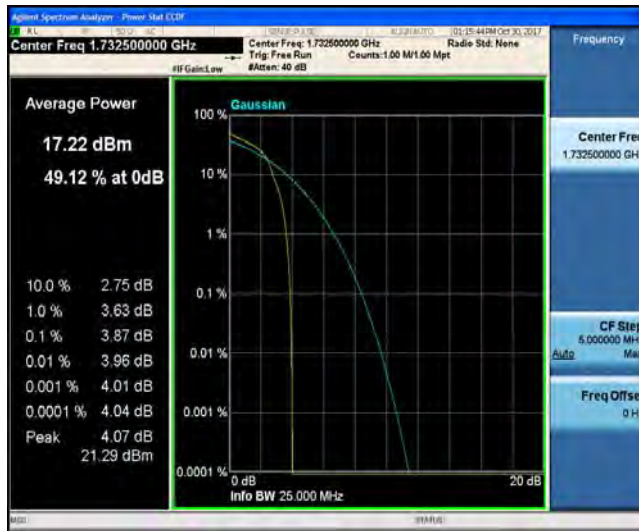 Agilent Spectrum Analyzer - Power Stat CCDF
RL
01:15:44 PM Oct 30, 2017
Center Freq 1.732500000 GHz
Center Freq: 1.732500000 GHz
Radio Std: None
Trig: Free Run
Counts:1.00 M/1.00 Mpt
#IFGain:Low
#Atten: 40 dB
Frequency
Average Power
17.22 dBm
49.12 % at 0dB
10.0 % 2.75 dB
1.0 % 3.63 dB
0.1 % 3.87 dB
0.01 % 3.96 dB
0.001 % 4.01 dB
0.0001 % 4.04 dB
Peak 4.07 dB
21.29 dBm
Gaussian
100 %
10 %
1 %
0.1 %
0.01 %
0.001 %
0.0001 %
0 dB
20 dB
Info BW 25.000 MHz
Center Fre
1.732500000 GH
CF Step
5.000000 MH
Auto Ma
Freq Offse
0 H
MSG
STATUS